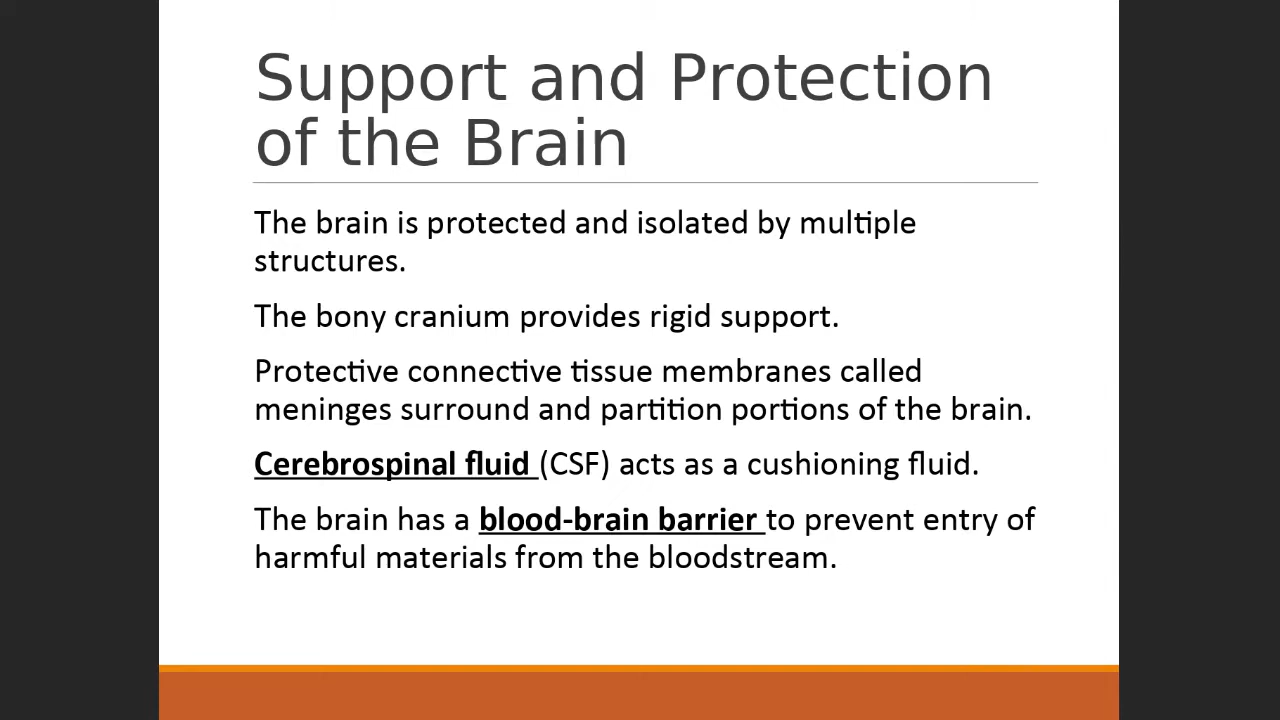 Support and Protection
of the Brain
The brain is protected and isolated by multiple
structures.
The bony cranium provides rigid support.
Protective connective tissue membranes called
meninges surround and partition portions of the brain.
Cerebrospinal fluid (CSF) acts as a cushioning fluid.
The brain has a blood-brain barrier to prevent entry of
harmful materials from the bloodstream.